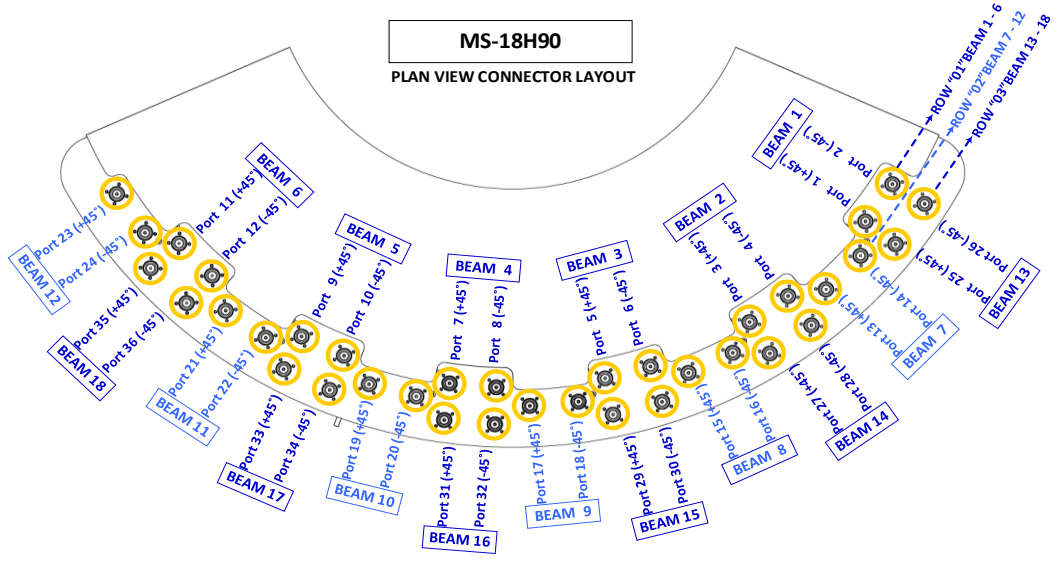 MS-18H90
PLAN VIEW CONNECTOR LAYOUT
ROW "01"BEAM 1 - 6
ROW "02"BEAM 7 - 12
ROW "03"BEAM 13 - 18
BEAM 1
Port 2 (-45°)
Port 1 (+45°)
BEAM 2
Port 4 (-45°)
Port 3 (+45°)
BEAM 3
Port 5 (+45°)
Port 6 (-45°)
BEAM 4
Port 7 (+45°)
Port 8 (-45°)
BEAM 5
Port 9 (+45°)
Port 10 (-45°)
BEAM 6
Port 11 (+45°)
Port 12 (-45°)
Port 23 (+45°)
Port 24 (-45°)
BEAM 12
Port 35 (+45°)
Port 36 (-45°)
BEAM 18
Port 21 (+45°)
Port 22 (-45°)
BEAM 11
Port 33 (+45°)
Port 34 (-45°)
BEAM 17
Port 19 (+45°)
Port 20 (-45°)
BEAM 10
Port 31 (+45°)
Port 32 (-45°)
BEAM 16
Port 17 (+45°)
Port 18 (-45°)
BEAM 9
Port 29 (+45°)
Port 30 (-45°)
BEAM 15
Port 15 (+45°)
Port 16 (-45°)
BEAM 8
Port 27 (+45°)
Port 28 (-45°)
BEAM 14
Port 13 (+45°)
Port 14 (-45°)
BEAM 7
Port 25 (+45°)
Port 26 (-45°)
BEAM 13